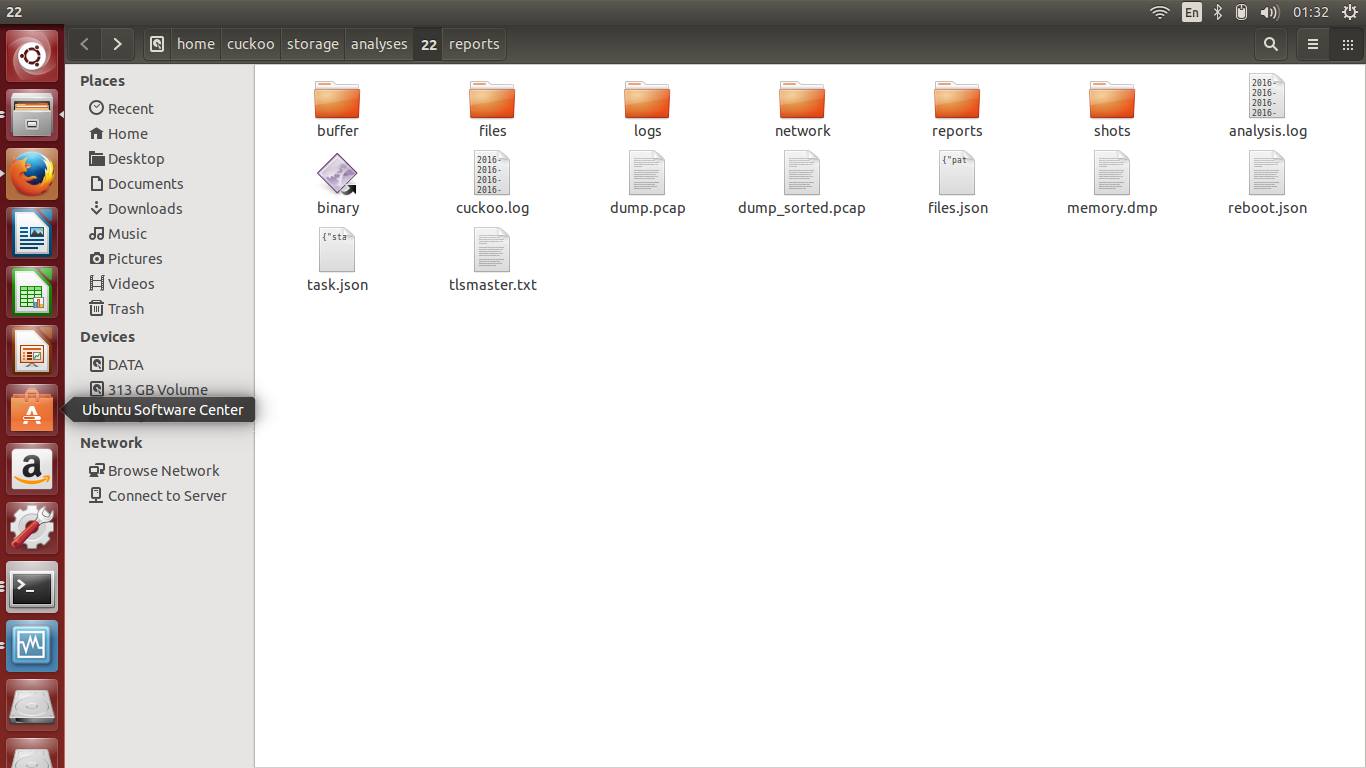 22
En
01:32
home cuckoo storage analyses 22 reports
Places
Recent
Home
Desktop
Documents
Downloads
Music
Pictures
Videos
Trash
Devices
DATA
313 GB Volume
Ubuntu Software Center
Network
Browse Network
Connect to Server
buffer files logs network reports shots analysis.log
2016-
2016-
2016-
2016-
binary cuckoo.log dump.pcap dump_sorted.pcap files.json memory.dmp reboot.json
2016-
2016-
2016-
2016-
{"pat
task.json tlsmaster.txt
{"sta